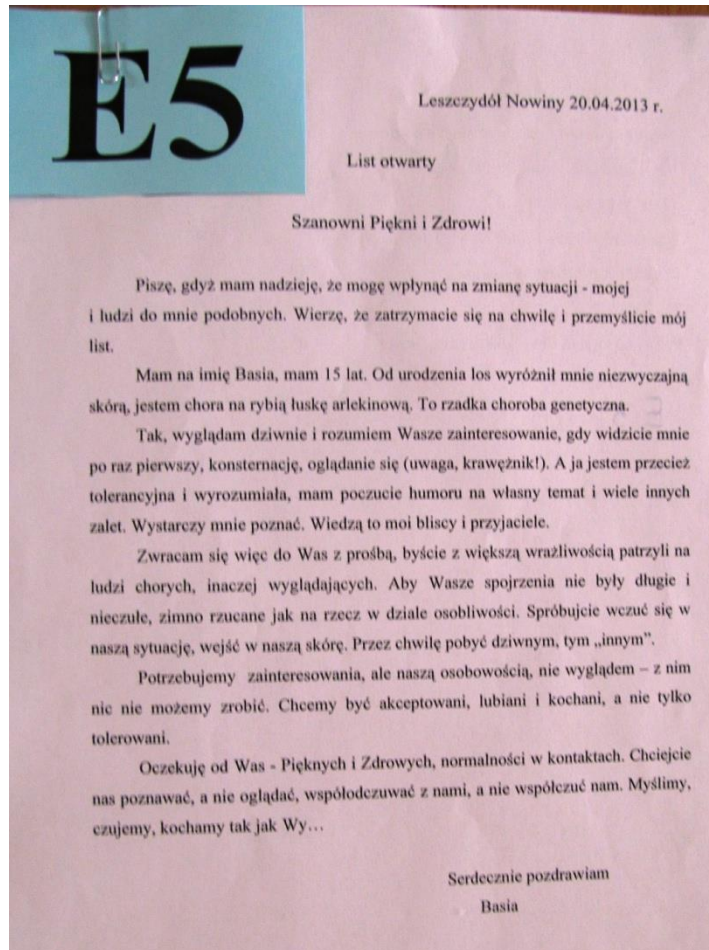 E5
Leszczydół Nowiny 20.04.2013 r.
List otwarty
Szanowni Piękni i Zdrowi!
Piszę, gdyż mam nadzieję, że mogę wpłynąć na zmianę sytuacji - mojej
i ludzi do mnie podobnych. Wierzę, że zatrzymacie się na chwilę i przemyślicie mój
list.
Mam na imię Basia, mam 15 lat. Od urodzenia los wyróżnił mnie niezwyczajną
skórą, jestem chora na rybią łuskę arlekinową. To rzadka choroba genetyczna.
Tak, wyglądam dziwnie i rozumiem Wasze zainteresowanie, gdy widzicie mnie
po raz pierwszy, konsternację, oglądanie się (uwaga, krawężnik!). A ja jestem przecież
tolerancyjna i wyrozumiała, mam poczucie humoru na własny temat i wiele innych
zalet. Wystarczy mnie poznać. Wiedzą to moi bliscy i przyjaciele.
Zwracam się więc do Was z prośbą, byście z większą wrażliwością patrzyli na
ludzi chorych, inaczej wyglądających. Aby Wasze spojrzenia nie były długie i
nieczułe, zimno rzucane jak na rzecz w dziale osobliwości. Spróbujcie wczuć się w
naszą sytuację, wejść w naszą skórę. Przez chwilę pobyć dziwnym, tym „innym”.
Potrzebujemy zainteresowania, ale naszą osobowością, nie wyglądem – z nim
nic nie możemy zrobić. Chcemy być akceptowani, lubiani i kochani, a nie tylko
tolerowani.
Oczekuję od Was - Pięknych i Zdrowych, normalności w kontaktach. Chciejcie
nas poznawać, a nie oglądać, współodczuwać z nami, a nie współczuć nam. Myślimy,
czujemy, kochamy tak jak Wy…
Serdecznie pozdrawiam
Basia